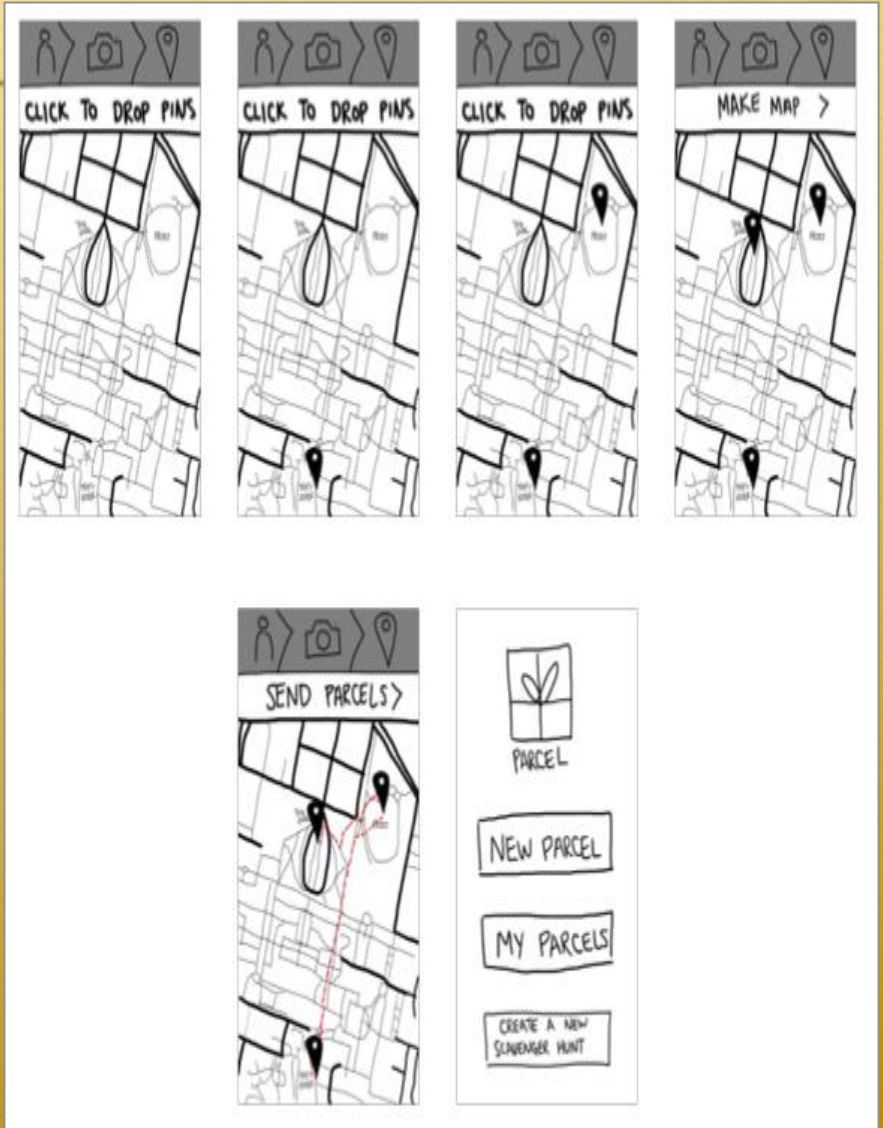 CLICK TO DROP PINS
CLICK TO DROP PINS
CLICK TO DROP PINS
MAKE MAP >
SEND PARCELS >
PARCEL
NEW PARCEL
MY PARCELS
CREATE A NEW
SCAVENGER HUNT